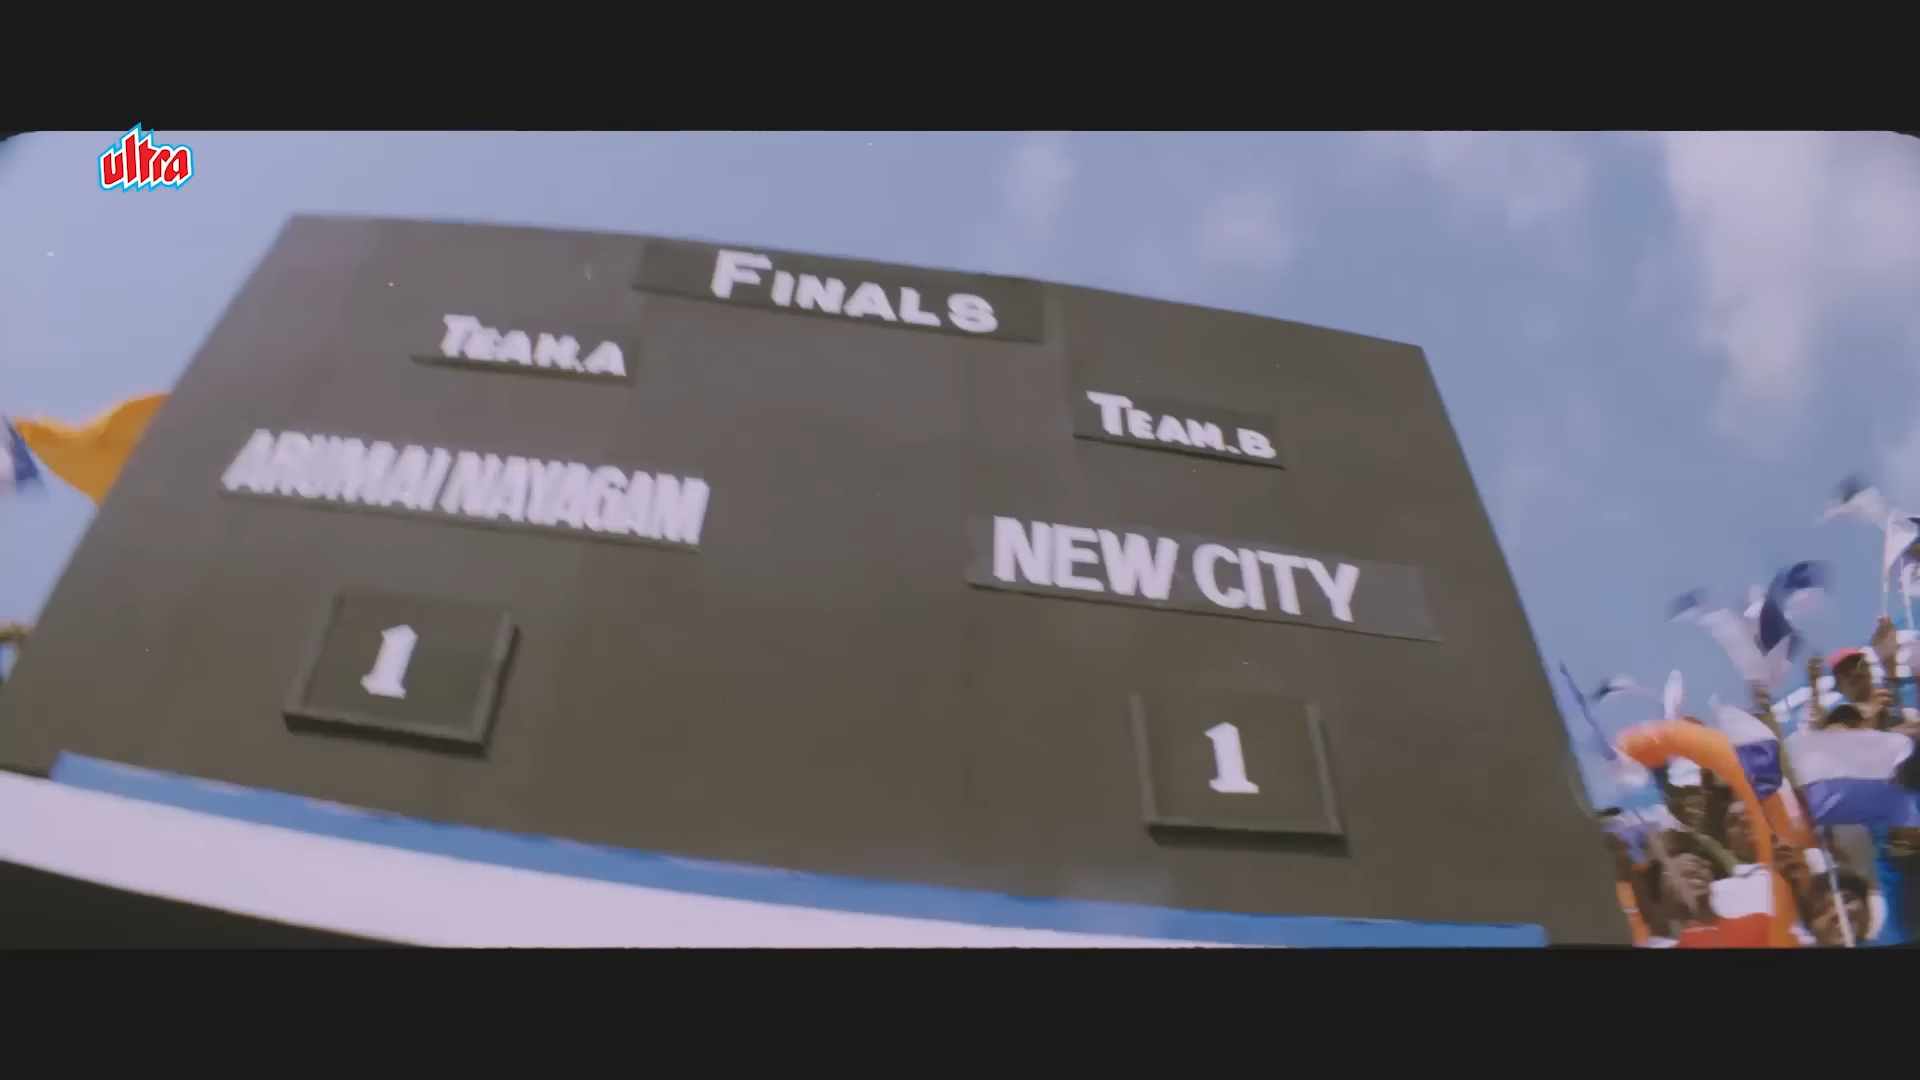 ultra
FINALS
TEAM.A
TEAM.B
ARUMAI NAYAGAM
NEW CITY
1
1